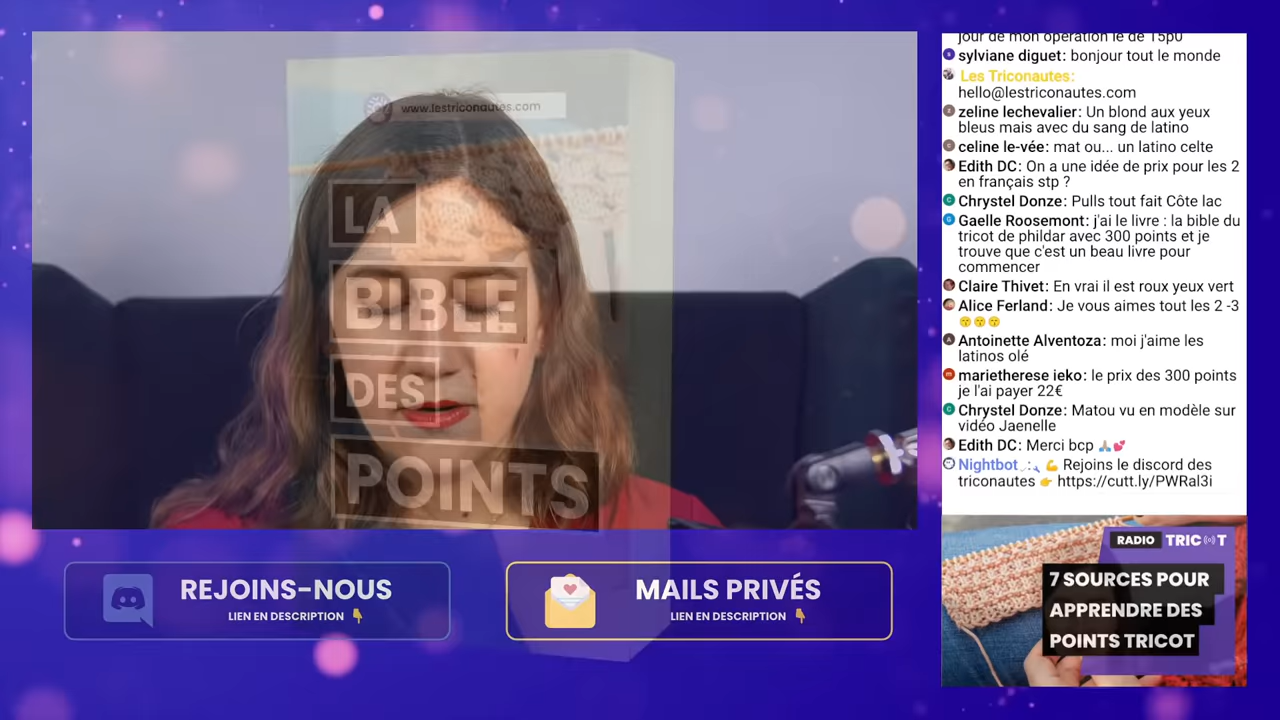 www.lestriconautes.com
LA
BIBLE
DES
POINTS
REJOINS-NOUS
LIEN EN DESCRIPTION 👇
MAILS PRIVÉS
LIEN EN DESCRIPTION 👇
jour de mon opération le de 15p0
sylviane diguet: bonjour tout le monde
Les Triconautes:
hello@lestriconautes.com
zeline lechevalier: Un blond aux yeux
bleus mais avec du sang de latino
celine le-vée: mat ou... un latino celte
Edith DC: On a une idée de prix pour les 2
en français stp ?
Chrystel Donze: Pulls tout fait Côte lac
Gaelle Roosemont: j'ai le livre : la bible du
tricot de phildar avec 300 points et je
trouve que c'est un beau livre pour
commencer
Claire Thivet: En vrai il est roux yeux vert
Alice Ferland: Je vous aimes tout les 2 -3
😙😙😙
Antoinette Alventoza: moi j'aime les
latinos olé
marietherese ieko: le prix des 300 points
je l'ai payer 22€
Chrystel Donze: Matou vu en modèle sur
vidéo Jaenelle
Edith DC: Merci bcp 🙏💕
Nightbot 🔧: 💪 Rejoins le discord des
triconautes 👉 https://cutt.ly/PWRal3i
RADIO TRICOT
7 SOURCES POUR
APPRENDRE DES
POINTS TRICOT